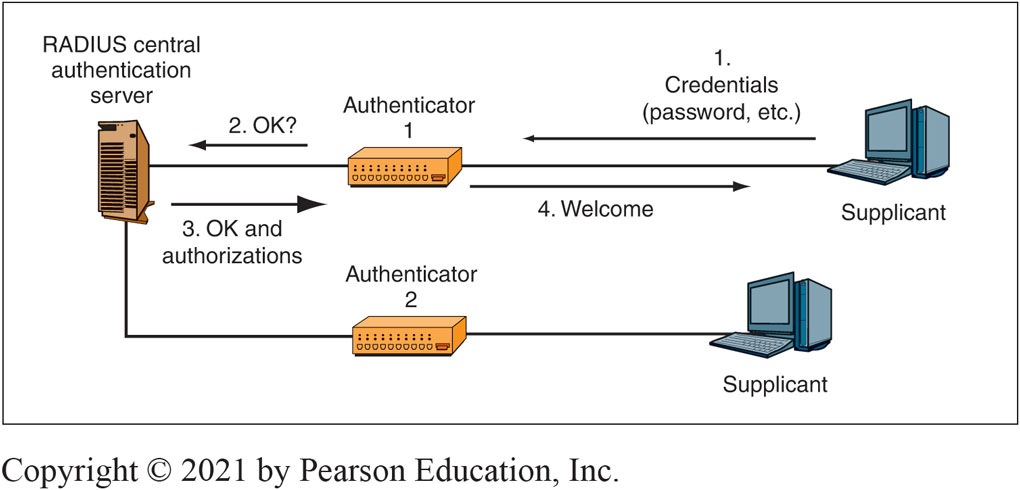 RADIUS central
authentication
server
2. OK?
Authenticator
1
1.
Credentials
(password, etc.)
3. OK and
authorizations
4. Welcome
Supplicant
Authenticator
2
Supplicant
Copyright © 2021 by Pearson Education, Inc.